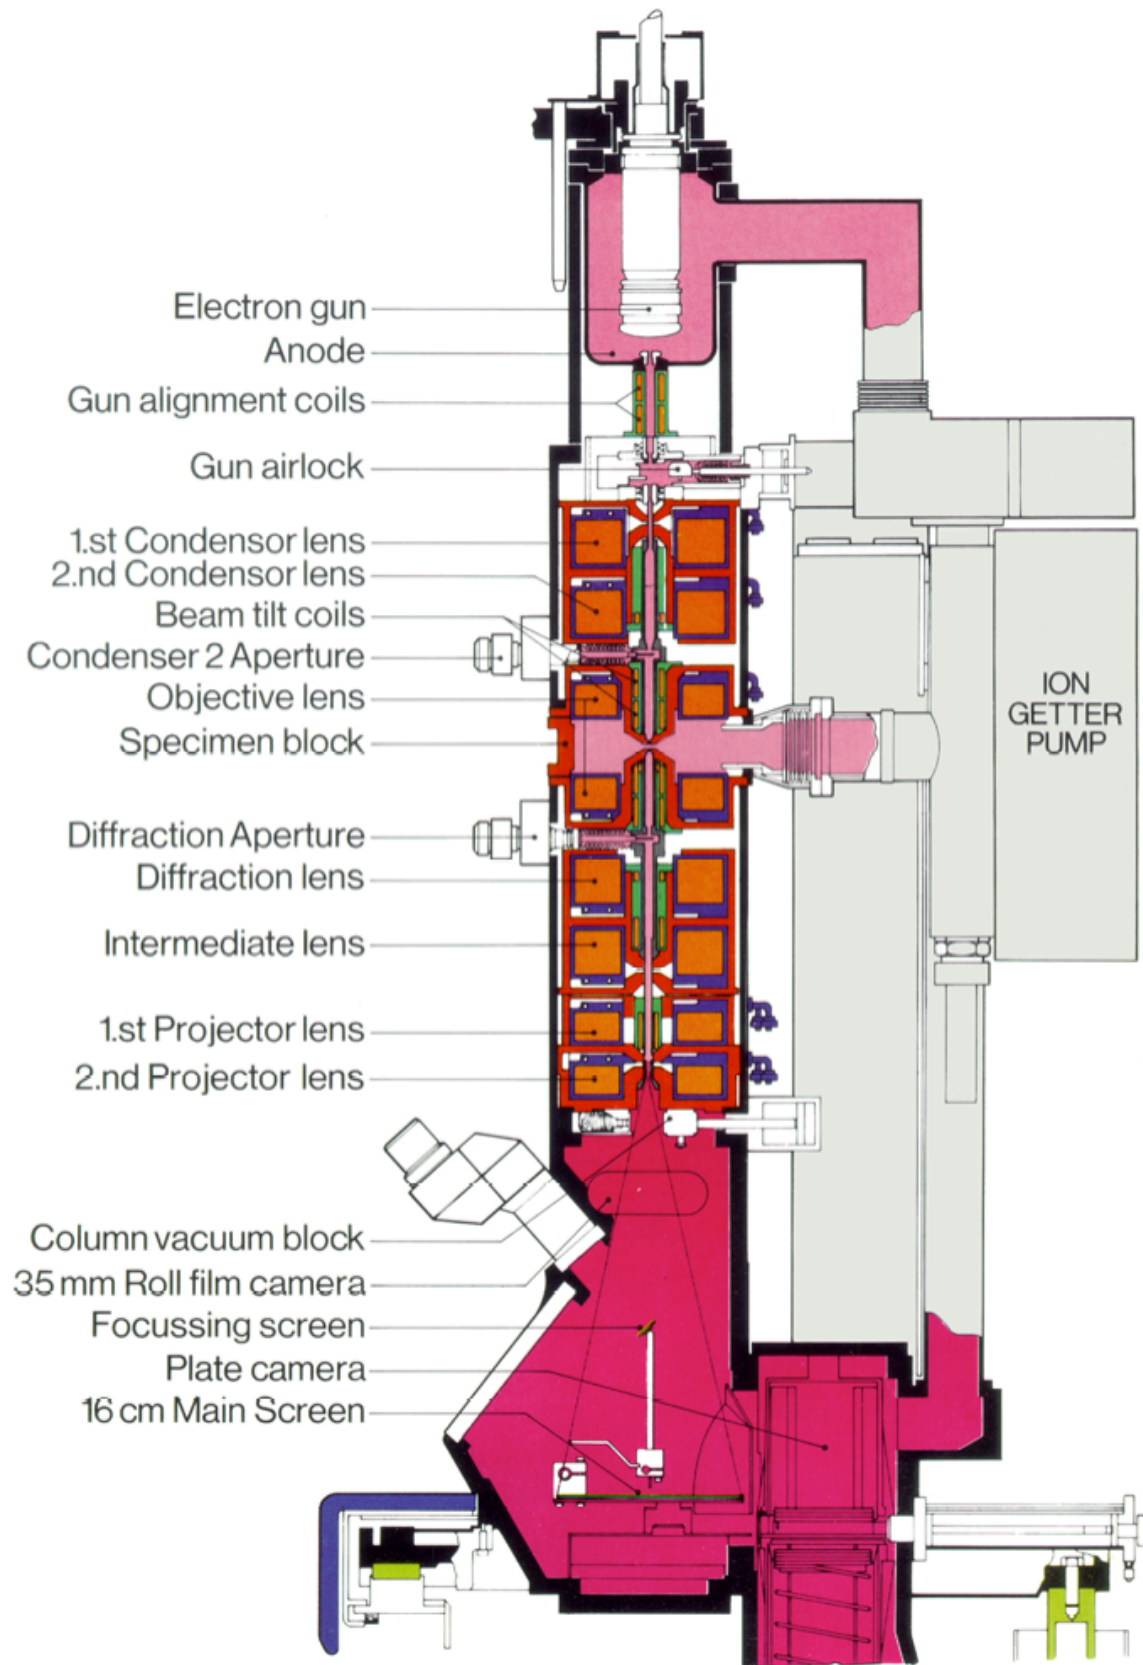 Electron gun
Anode
Gun alignment coils
Gun airlock
1.st Condensor lens
2.nd Condensor lens
Beam tilt coils
Condenser 2 Aperture
Objective lens
Specimen block
Diffraction Aperture
Diffraction lens
Intermediate lens
1.st Projector lens
2.nd Projector lens
Column vacuum block
35 mm Roll film camera
Focussing screen
Plate camera
16 cm Main Screen
ION
GETTER
PUMP